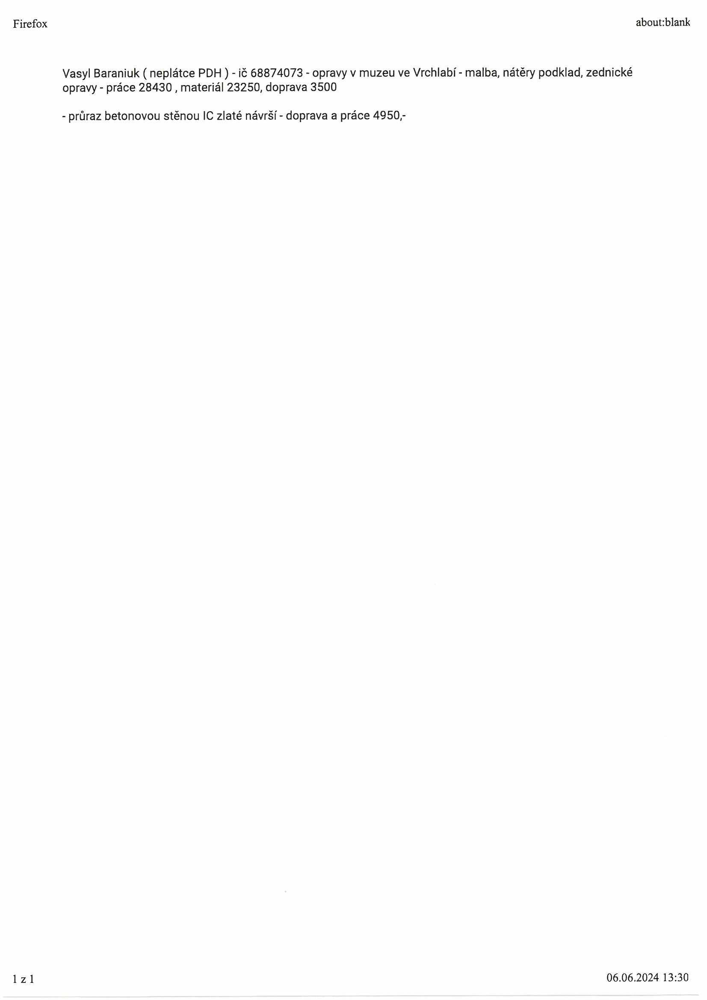 Firefox
about:blank
Vasyl Baraniuk ( neplátce PDH ) - ič 68874073 - opravy v muzeu ve Vrchlabí - malba, nátěry podklad, zednické
opravy - práce 28430 , materiál 23250, doprava 3500
- průraz betonovou stěnou IC zlaté návrší - doprava a práce 4950,-
1 z 1
06.06.2024 13:30